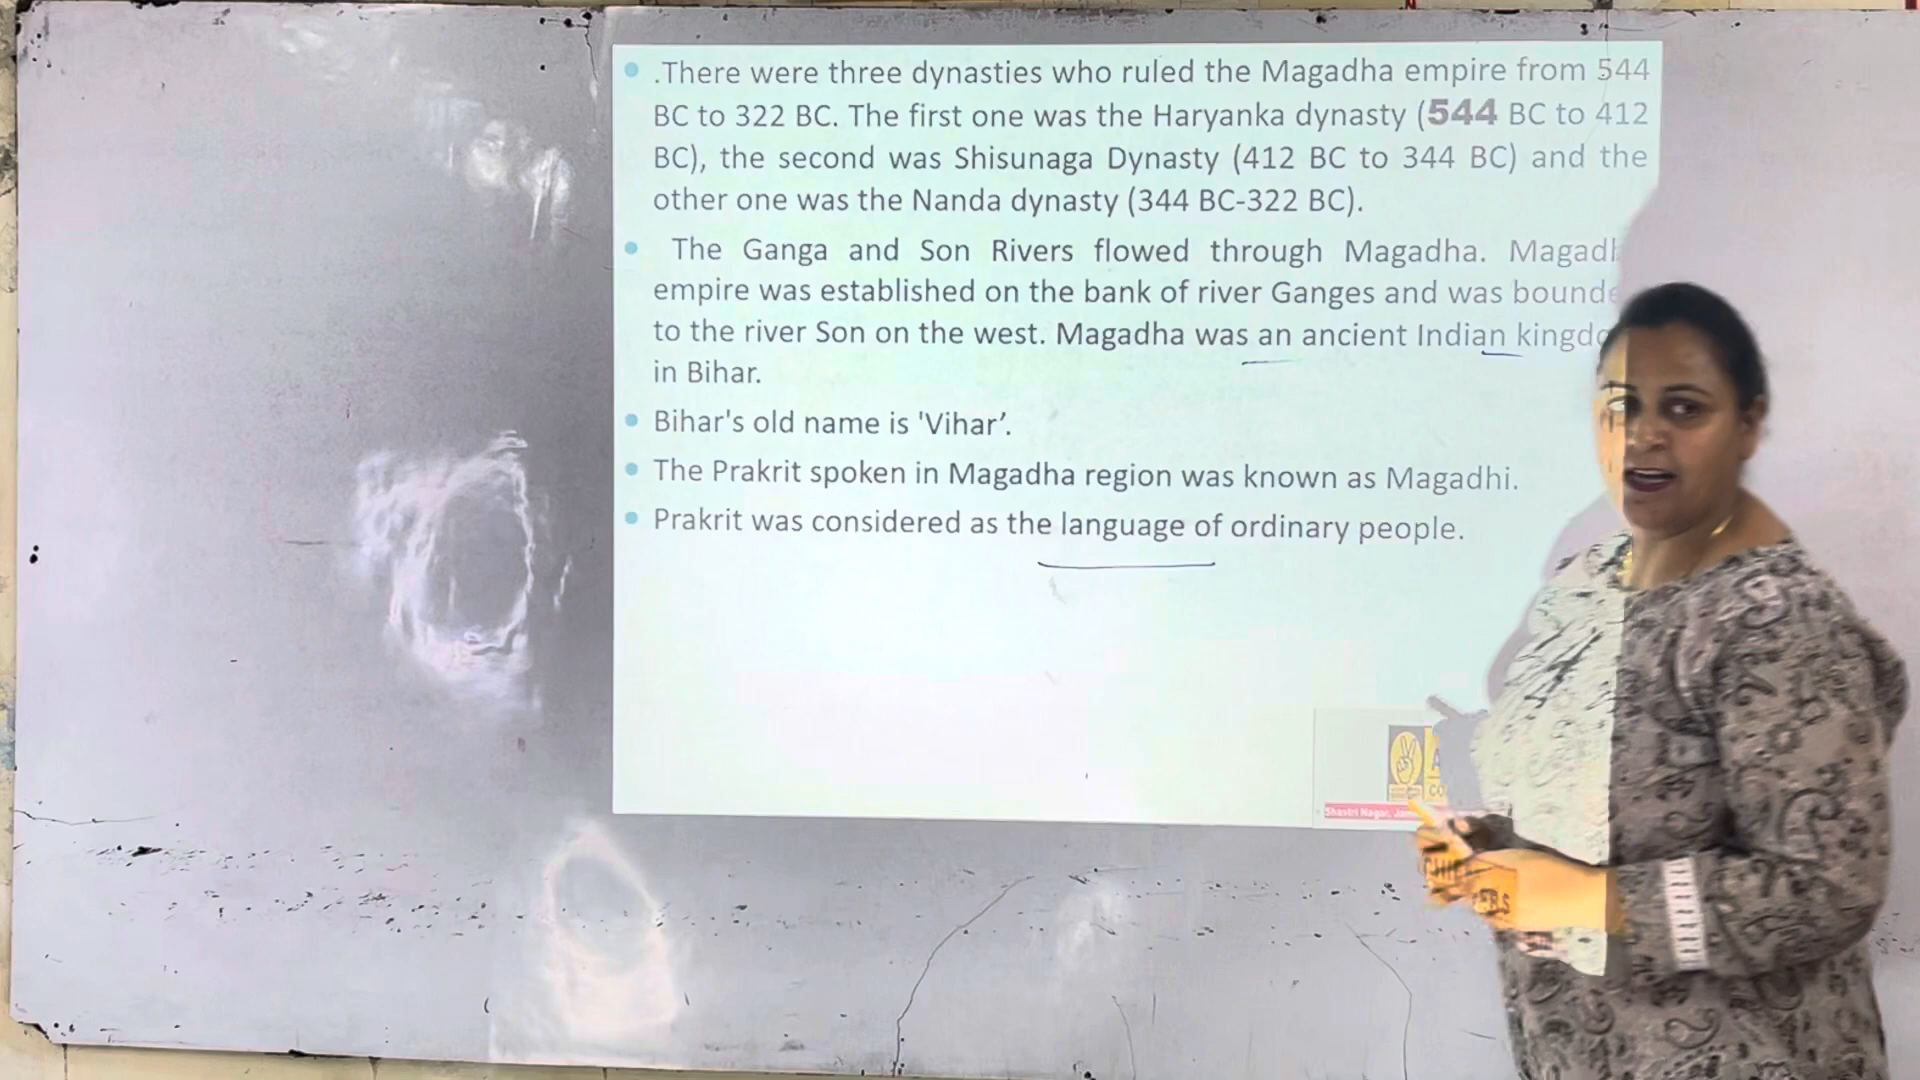 .There were three dynasties who ruled the Magadha empire from 544
BC to 322 BC. The first one was the Haryanka dynasty (544 BC to 412
BC), the second was Shisunaga Dynasty (412 BC to 344 BC) and the
other one was the Nanda dynasty (344 BC-322 BC).
The Ganga and Son Rivers flowed through Magadha. Magadh
empire was established on the bank of river Ganges and was bounde
to the river Son on the west. Magadha was an ancient Indian kingdo
in Bihar.
Bihar's old name is 'Vihar’.
The Prakrit spoken in Magadha region was known as Magadhi.
Prakrit was considered as the language of ordinary people.
Shastri Nagar,